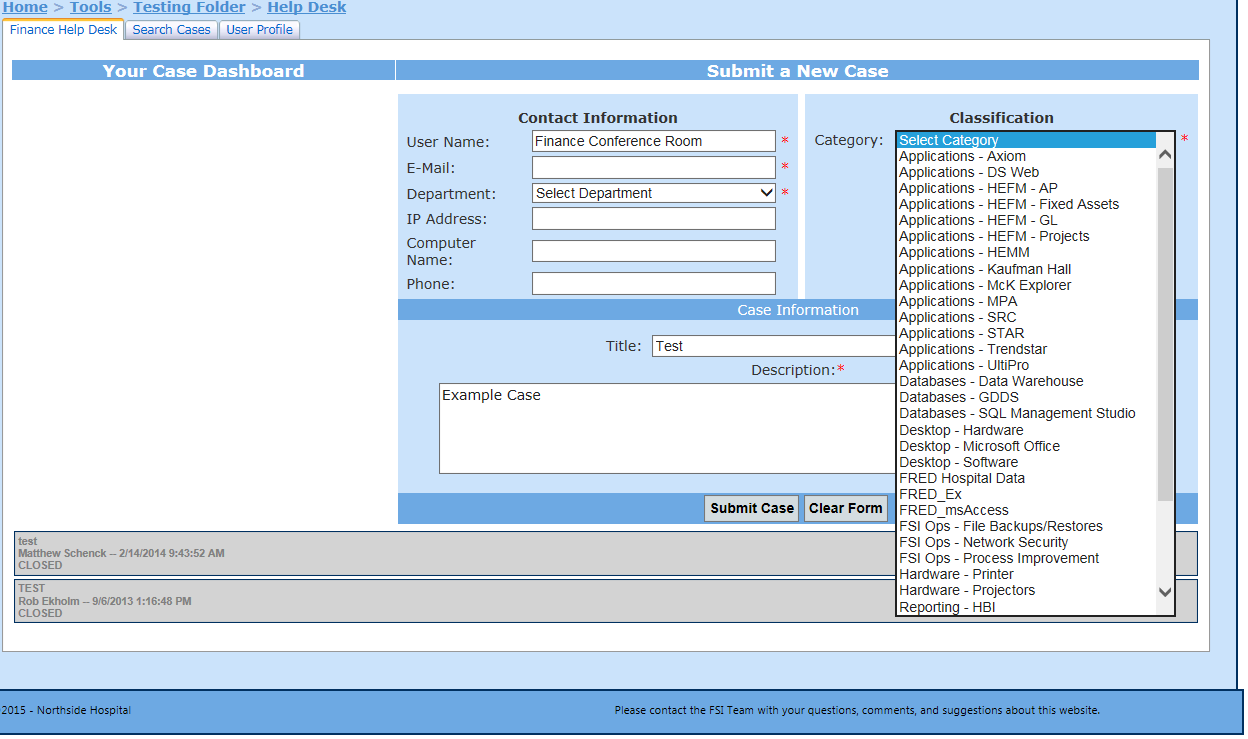 Home > Tools > Testing Folder > Help Desk
Finance Help Desk Search Cases User Profile
Your Case Dashboard
Submit a New Case
Contact Information
User Name: Finance Conference Room *
E-Mail: *
Department: Select Department *
IP Address:
Computer
Name:
Phone:
Classification
Category: Select Category *
Applications - Axiom
Applications - DS Web
Applications - HEFM - AP
Applications - HEFM - Fixed Assets
Applications - HEFM - GL
Applications - HEFM - Projects
Applications - HEMM
Applications - Kaufman Hall
Applications - McK Explorer
Applications - MPA
Applications - SRC
Applications - STAR
Applications - Trendstar
Applications - UltiPro
Databases - Data Warehouse
Databases - GDDS
Databases - SQL Management Studio
Desktop - Hardware
Desktop - Microsoft Office
Desktop - Software
FRED Hospital Data
FRED_Ex
FRED_msAccess
FSI Ops - File Backups/Restores
FSI Ops - Network Security
FSI Ops - Process Improvement
Hardware - Printer
Hardware - Projectors
Reporting - HBI
Case Information
Title: Test
Description:*
Example Case
Submit Case Clear Form
test
Matthew Schenck -- 2/14/2014 9:43:52 AM
CLOSED
TEST
Rob Ekholm -- 9/6/2013 1:16:48 PM
CLOSED
2015 - Northside Hospital
Please contact the FSI Team with your questions, comments, and suggestions about this website.